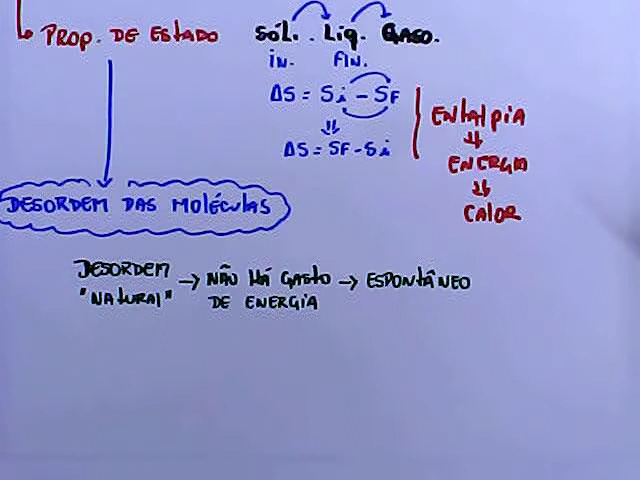 PROP. DE ESTADO
SÓLI. LIQ. GASO.
IN. FIN.
ΔS = Si - SF
ΔS = SF - Si
ENTALPIA
ENERGIA
CALOR
DESORDEM DAS MOLÉCULAS
DESORDEM → NÃO HÁ GASTO → ESPONTÂNEO
"NATURAL" DE ENERGIA